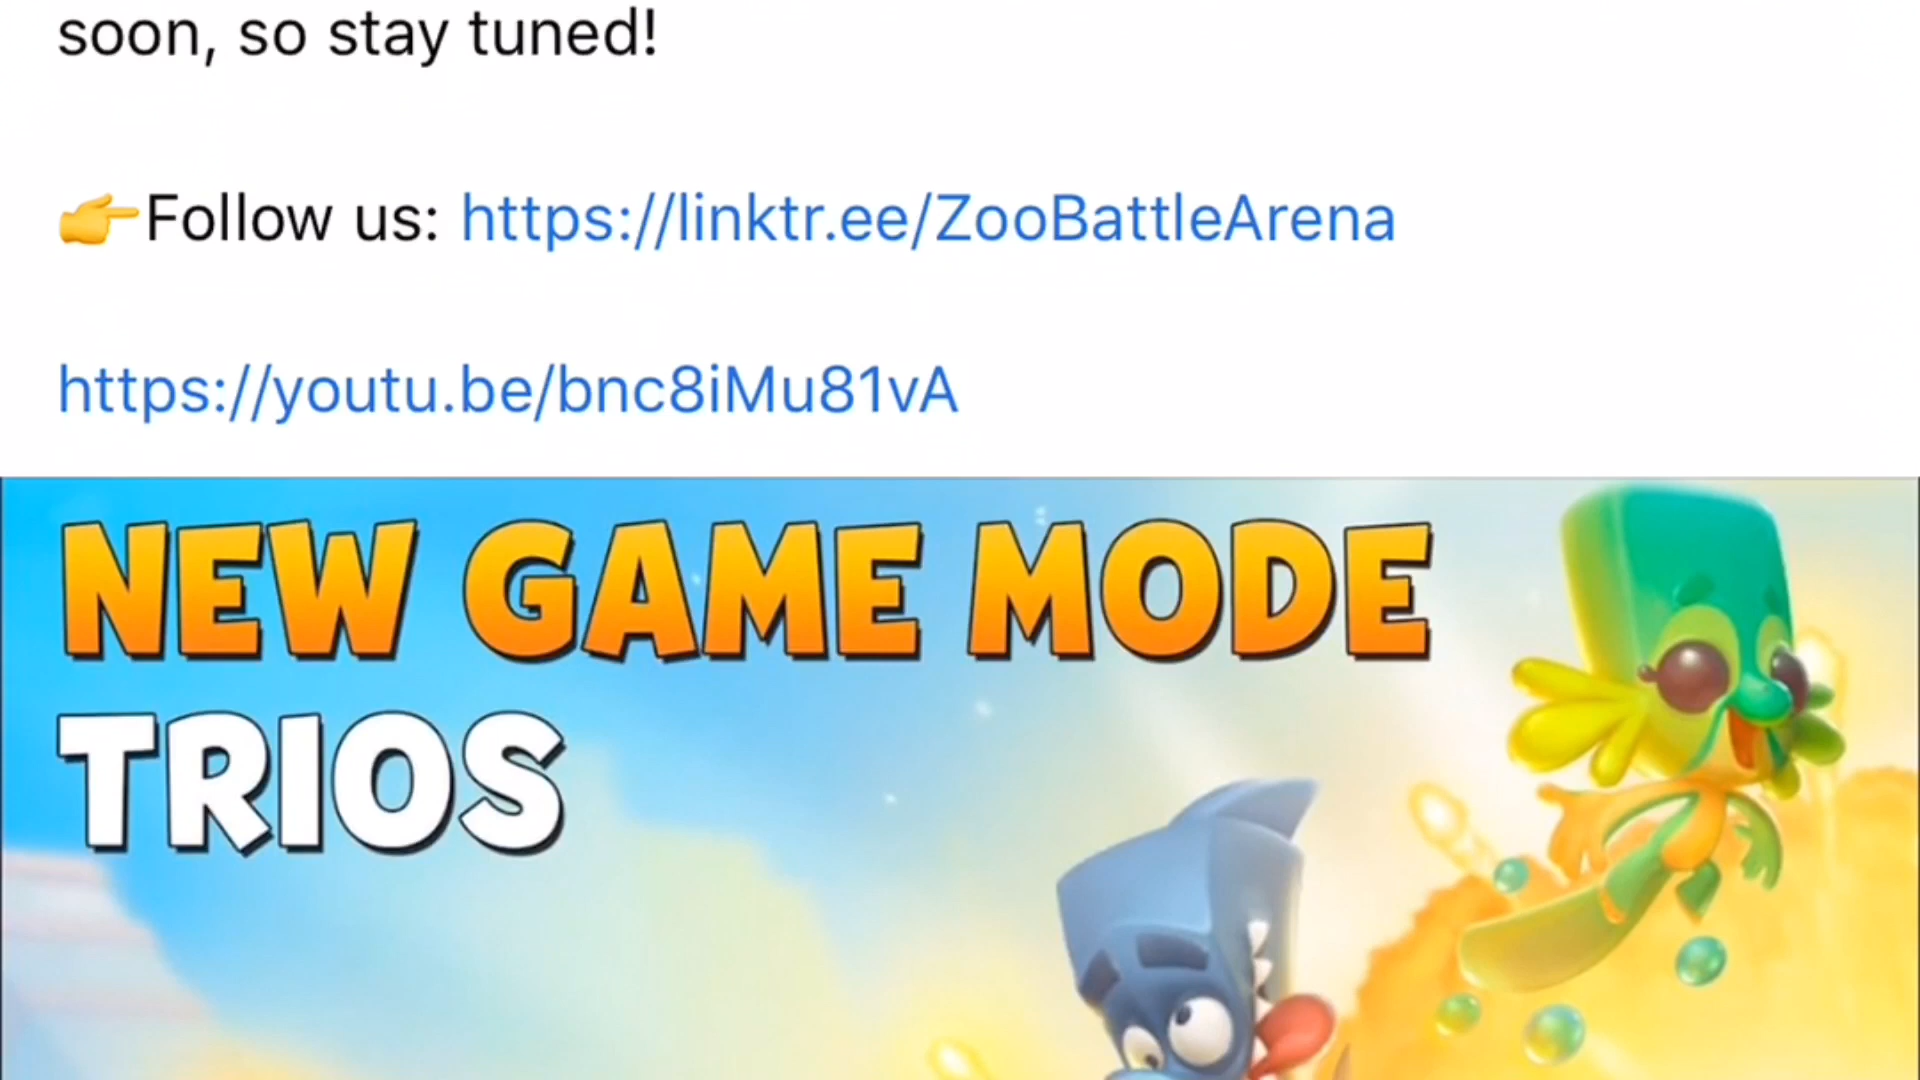 soon, so stay tuned!
👉Follow us: https://linktr.ee/ZooBattleArena
https://youtu.be/bnc8iMu81vA
NEW GAME MODE
TRIOS